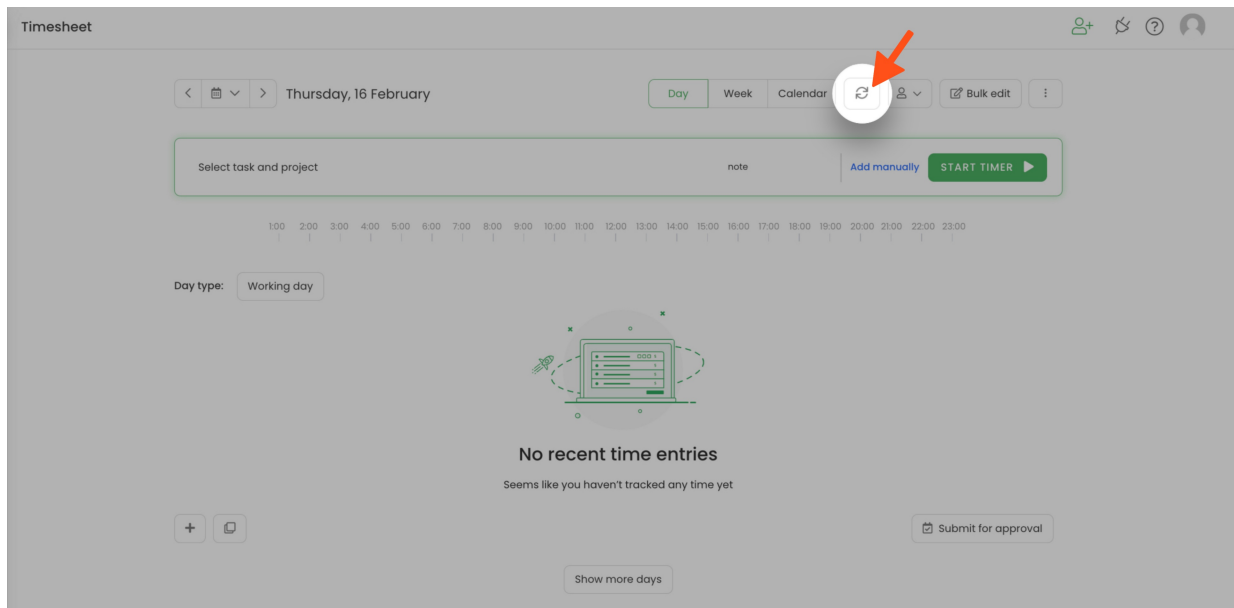 Timesheet
Thursday, 16 February
Day Week Calendar Bulk edit
Select task and project note Add manually START TIMER
1:00 2:00 3:00 4:00 5:00 6:00 7:00 8:00 9:00 10:00 11:00 12:00 13:00 14:00 15:00 16:00 17:00 18:00 19:00 20:00 21:00 22:00 23:00
Day type: Working day
No recent time entries
Seems like you haven't tracked any time yet
Submit for approval
Show more days